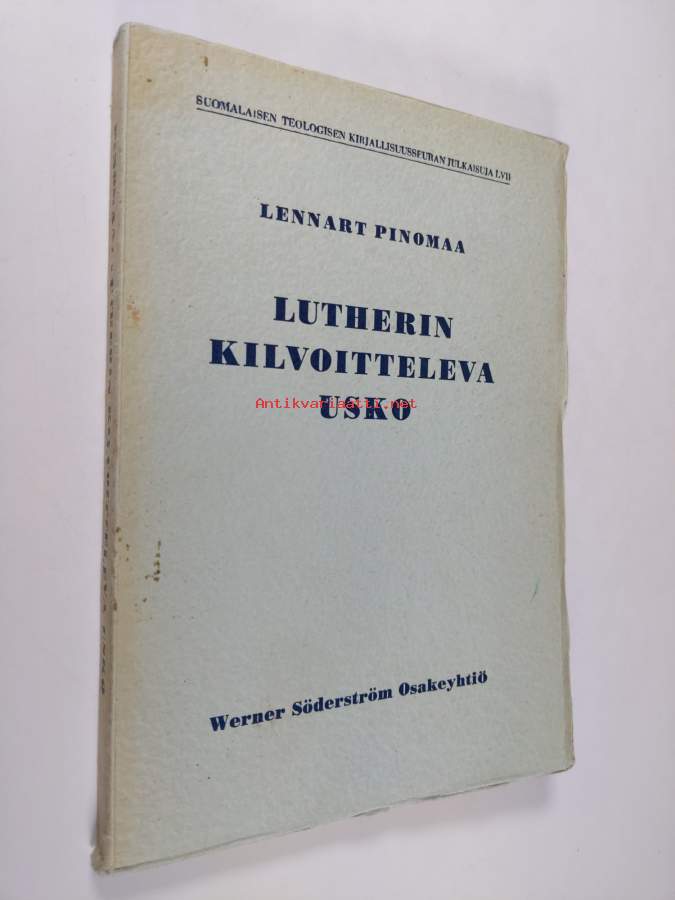 SUOMALAISEN TEOLOGISEN KIRJALLISUUSSEURAN JULKAISUJA LVII
LENNART PINOMAA
LUTHERIN
KILVOITTELEVA
Antikvariaatti.net
USKO
Werner Söderström Osakeyhtiö